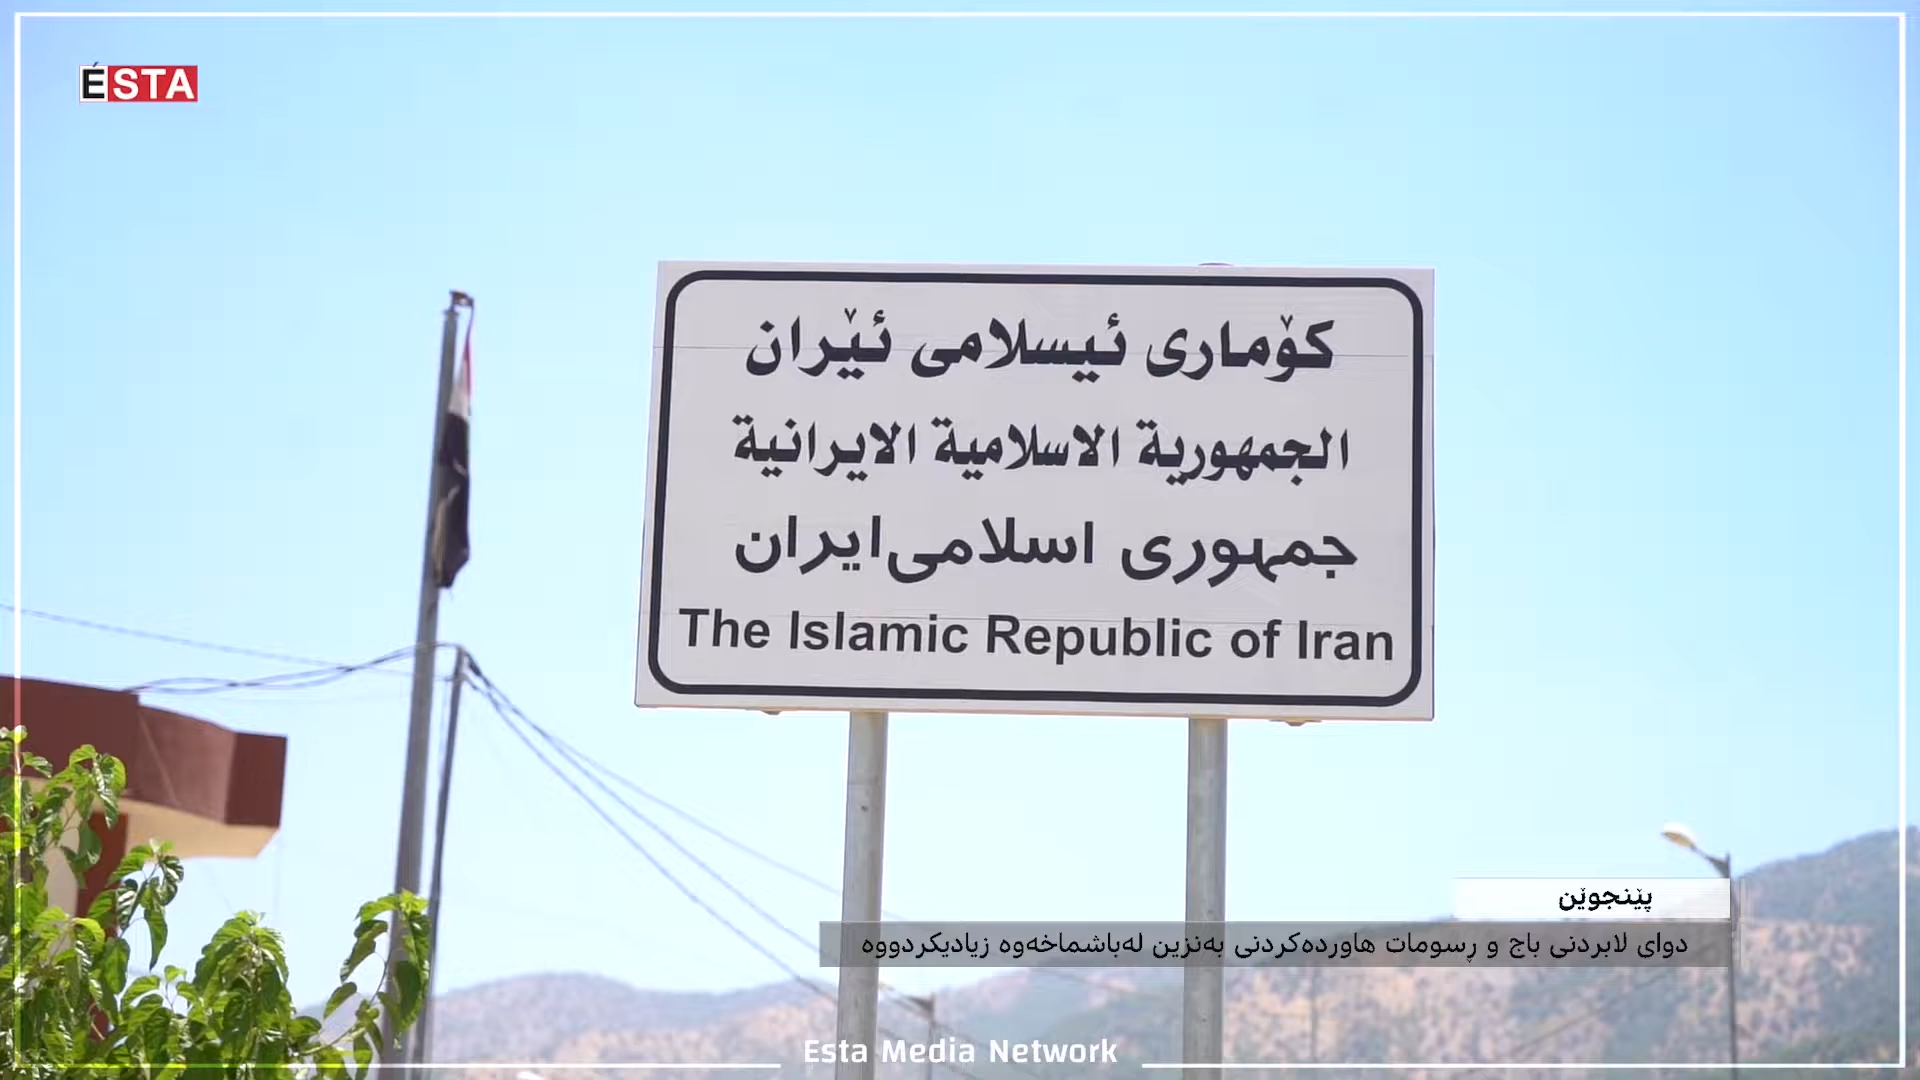 ÉSTA
كۆماری ئیسلامی ئێران
الجمهورية الاسلامية الايرانية
جمهوری اسلامی ایران
The Islamic Republic of Iran
پێنجوێن
دوای لابردنی باج و ڕسومات هاوردەکردنی بەنزین لەباشماخەوە زیادیکردووە
Esta Media Network